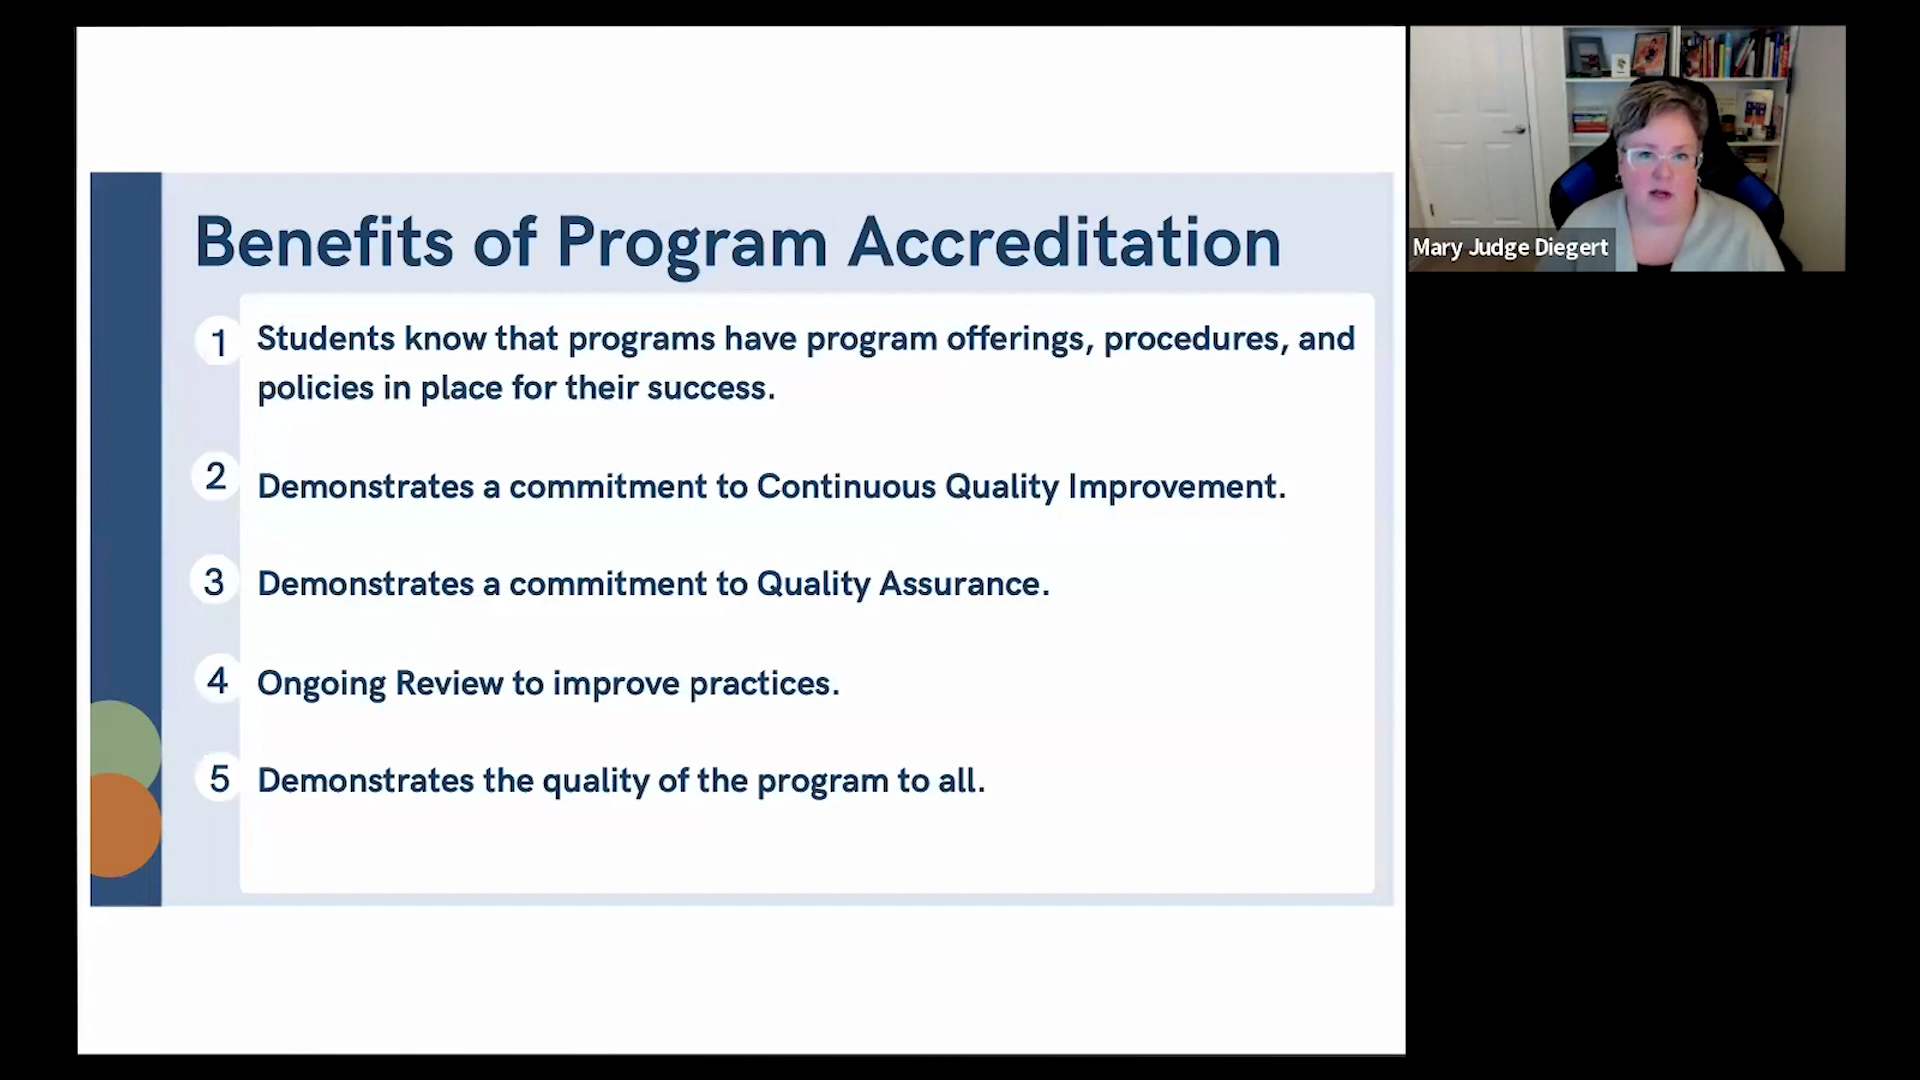 Benefits of Program Accreditation
1 Students know that programs have program offerings, procedures, and
policies in place for their success.
2 Demonstrates a commitment to Continuous Quality Improvement.
3 Demonstrates a commitment to Quality Assurance.
4 Ongoing Review to improve practices.
5 Demonstrates the quality of the program to all.
Mary Judge Diegert